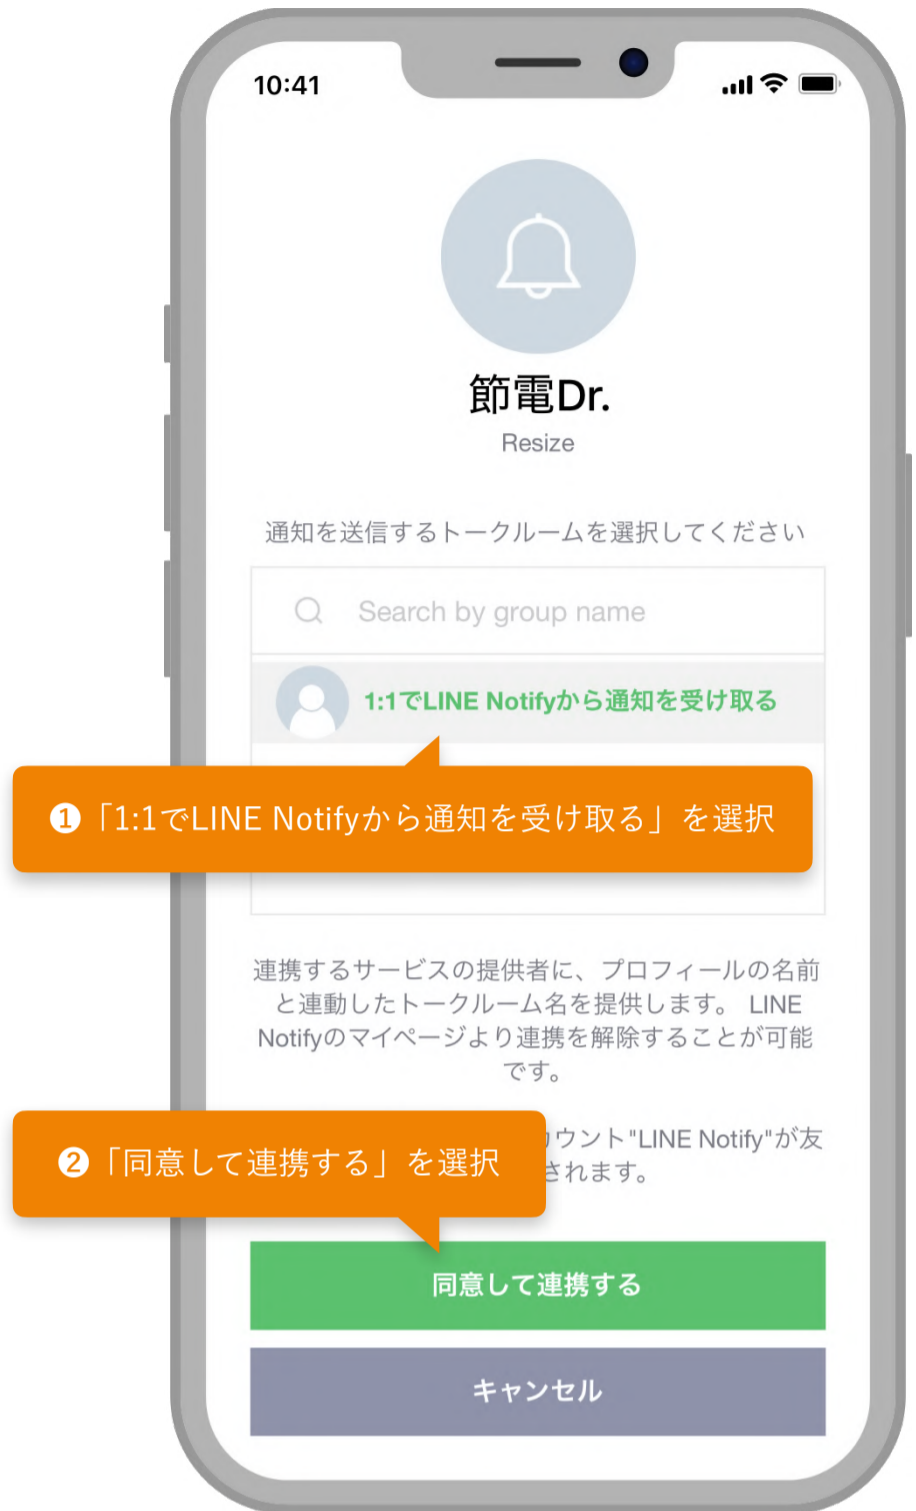 10:41
節電Dr.
Resize
通知を送信するトークルームを選択してください
Search by group name
1:1でLINE Notifyから通知を受け取る
❶「1:1でLINE Notifyから通知を受け取る」を選択
連携するサービスの提供者に、プロフィールの名前
と連動したトークルーム名を提供します。 LINE
Notifyのマイページより連携を解除することが可能
です。
カウント"LINE Notify"が友
❷「同意して連携する」を選択
されます。
同意して連携する
キャンセル